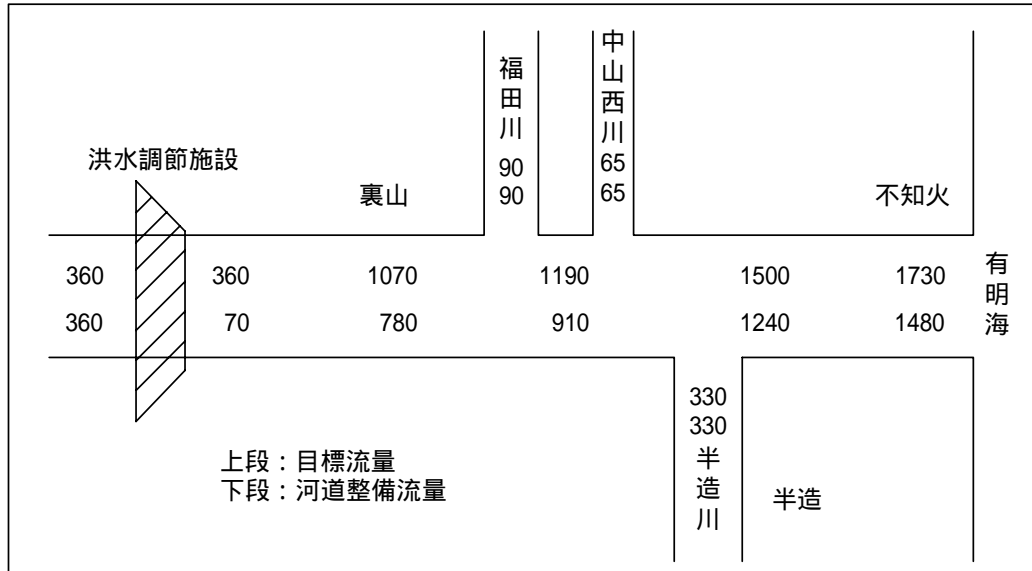 福田川
90
90
中山西川
65
65
洪水調節施設
裏山
不知火
360
360
1070
1190
1500
1730
360
70
780
910
1240
1480
有明海
330
330
半造川
半造
上段：目標流量
下段：河道整備流量